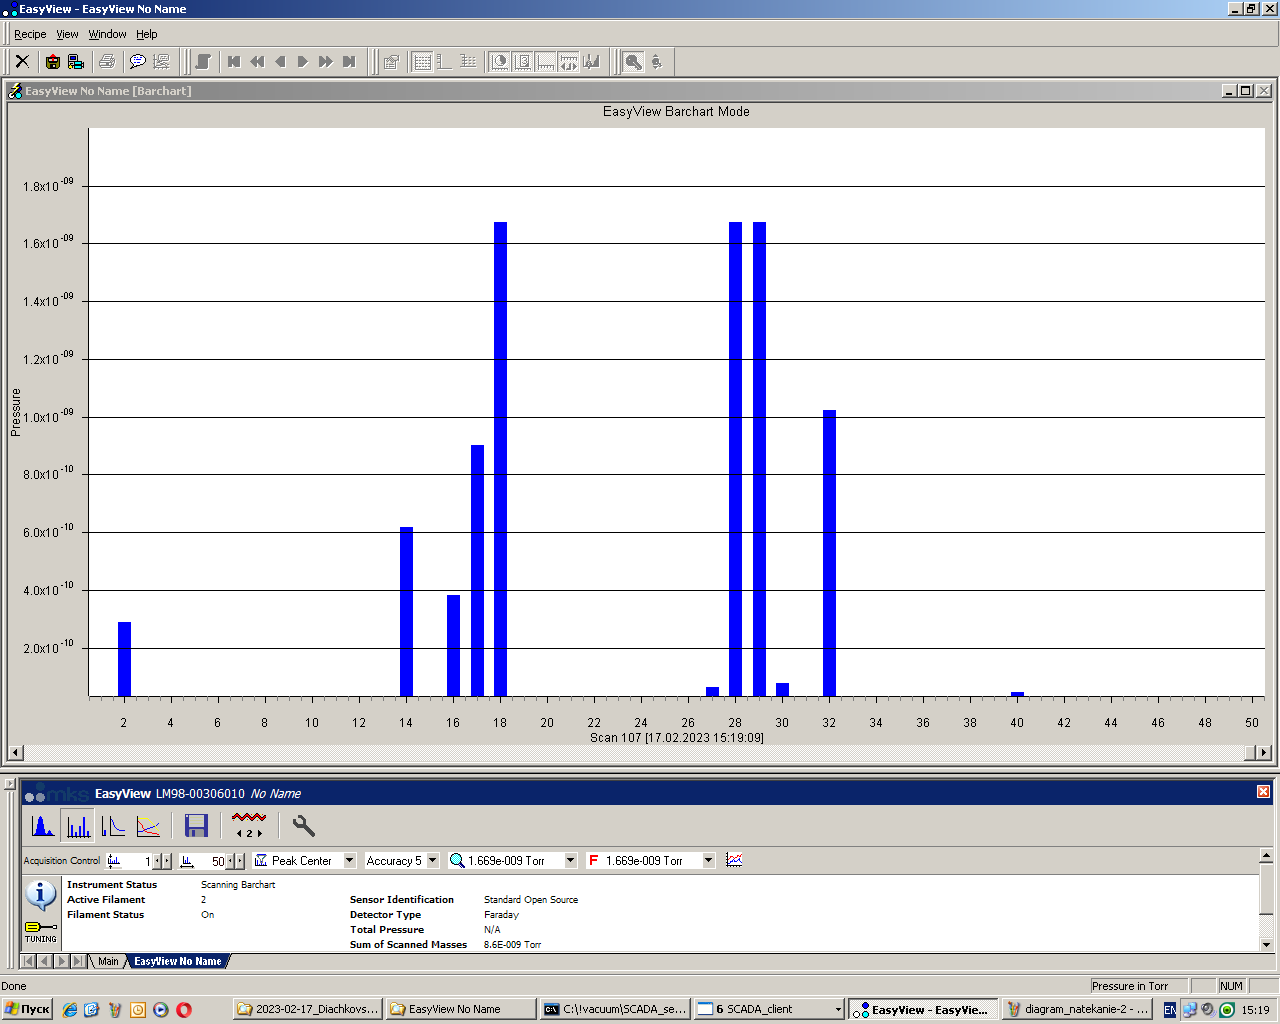 EasyView - EasyView No Name
Recipe View Window Help
EasyView No Name [Barchart]
EasyView Barchart Mode
Pressure
1.8x10 -09
1.6x10 -09
1.4x10 -09
1.2x10 -09
1.0x10 -09
8.0x10 -10
6.0x10 -10
4.0x10 -10
2.0x10 -10
2 4 6 8 10 12 14 16 18 20 22 24 26 28 30 32 34 36 38 40 42 44 46 48 50
Scan 107 [17.02.2023 15:19:09]
mks EasyView LM98-00306010 No Name
2
Acquisition Control 1 50 Peak Center Accuracy 5 1.669e-009 Torr F 1.669e-009 Torr
Instrument Status Scanning Barchart
Active Filament 2 Sensor Identification Standard Open Source
Filament Status On Detector Type Faraday
Total Pressure N/A
Sum of Scanned Masses 8.6E-009 Torr
TUNING
Main EasyView No Name
Done Pressure in Torr NUM
Пуск 2023-02-17_Diachkovs... EasyView No Name C:\!vacuum\SCADA_se... 6 SCADA_client EasyView - EasyVie... diagram_natekanie-2 - ... EN 15:19